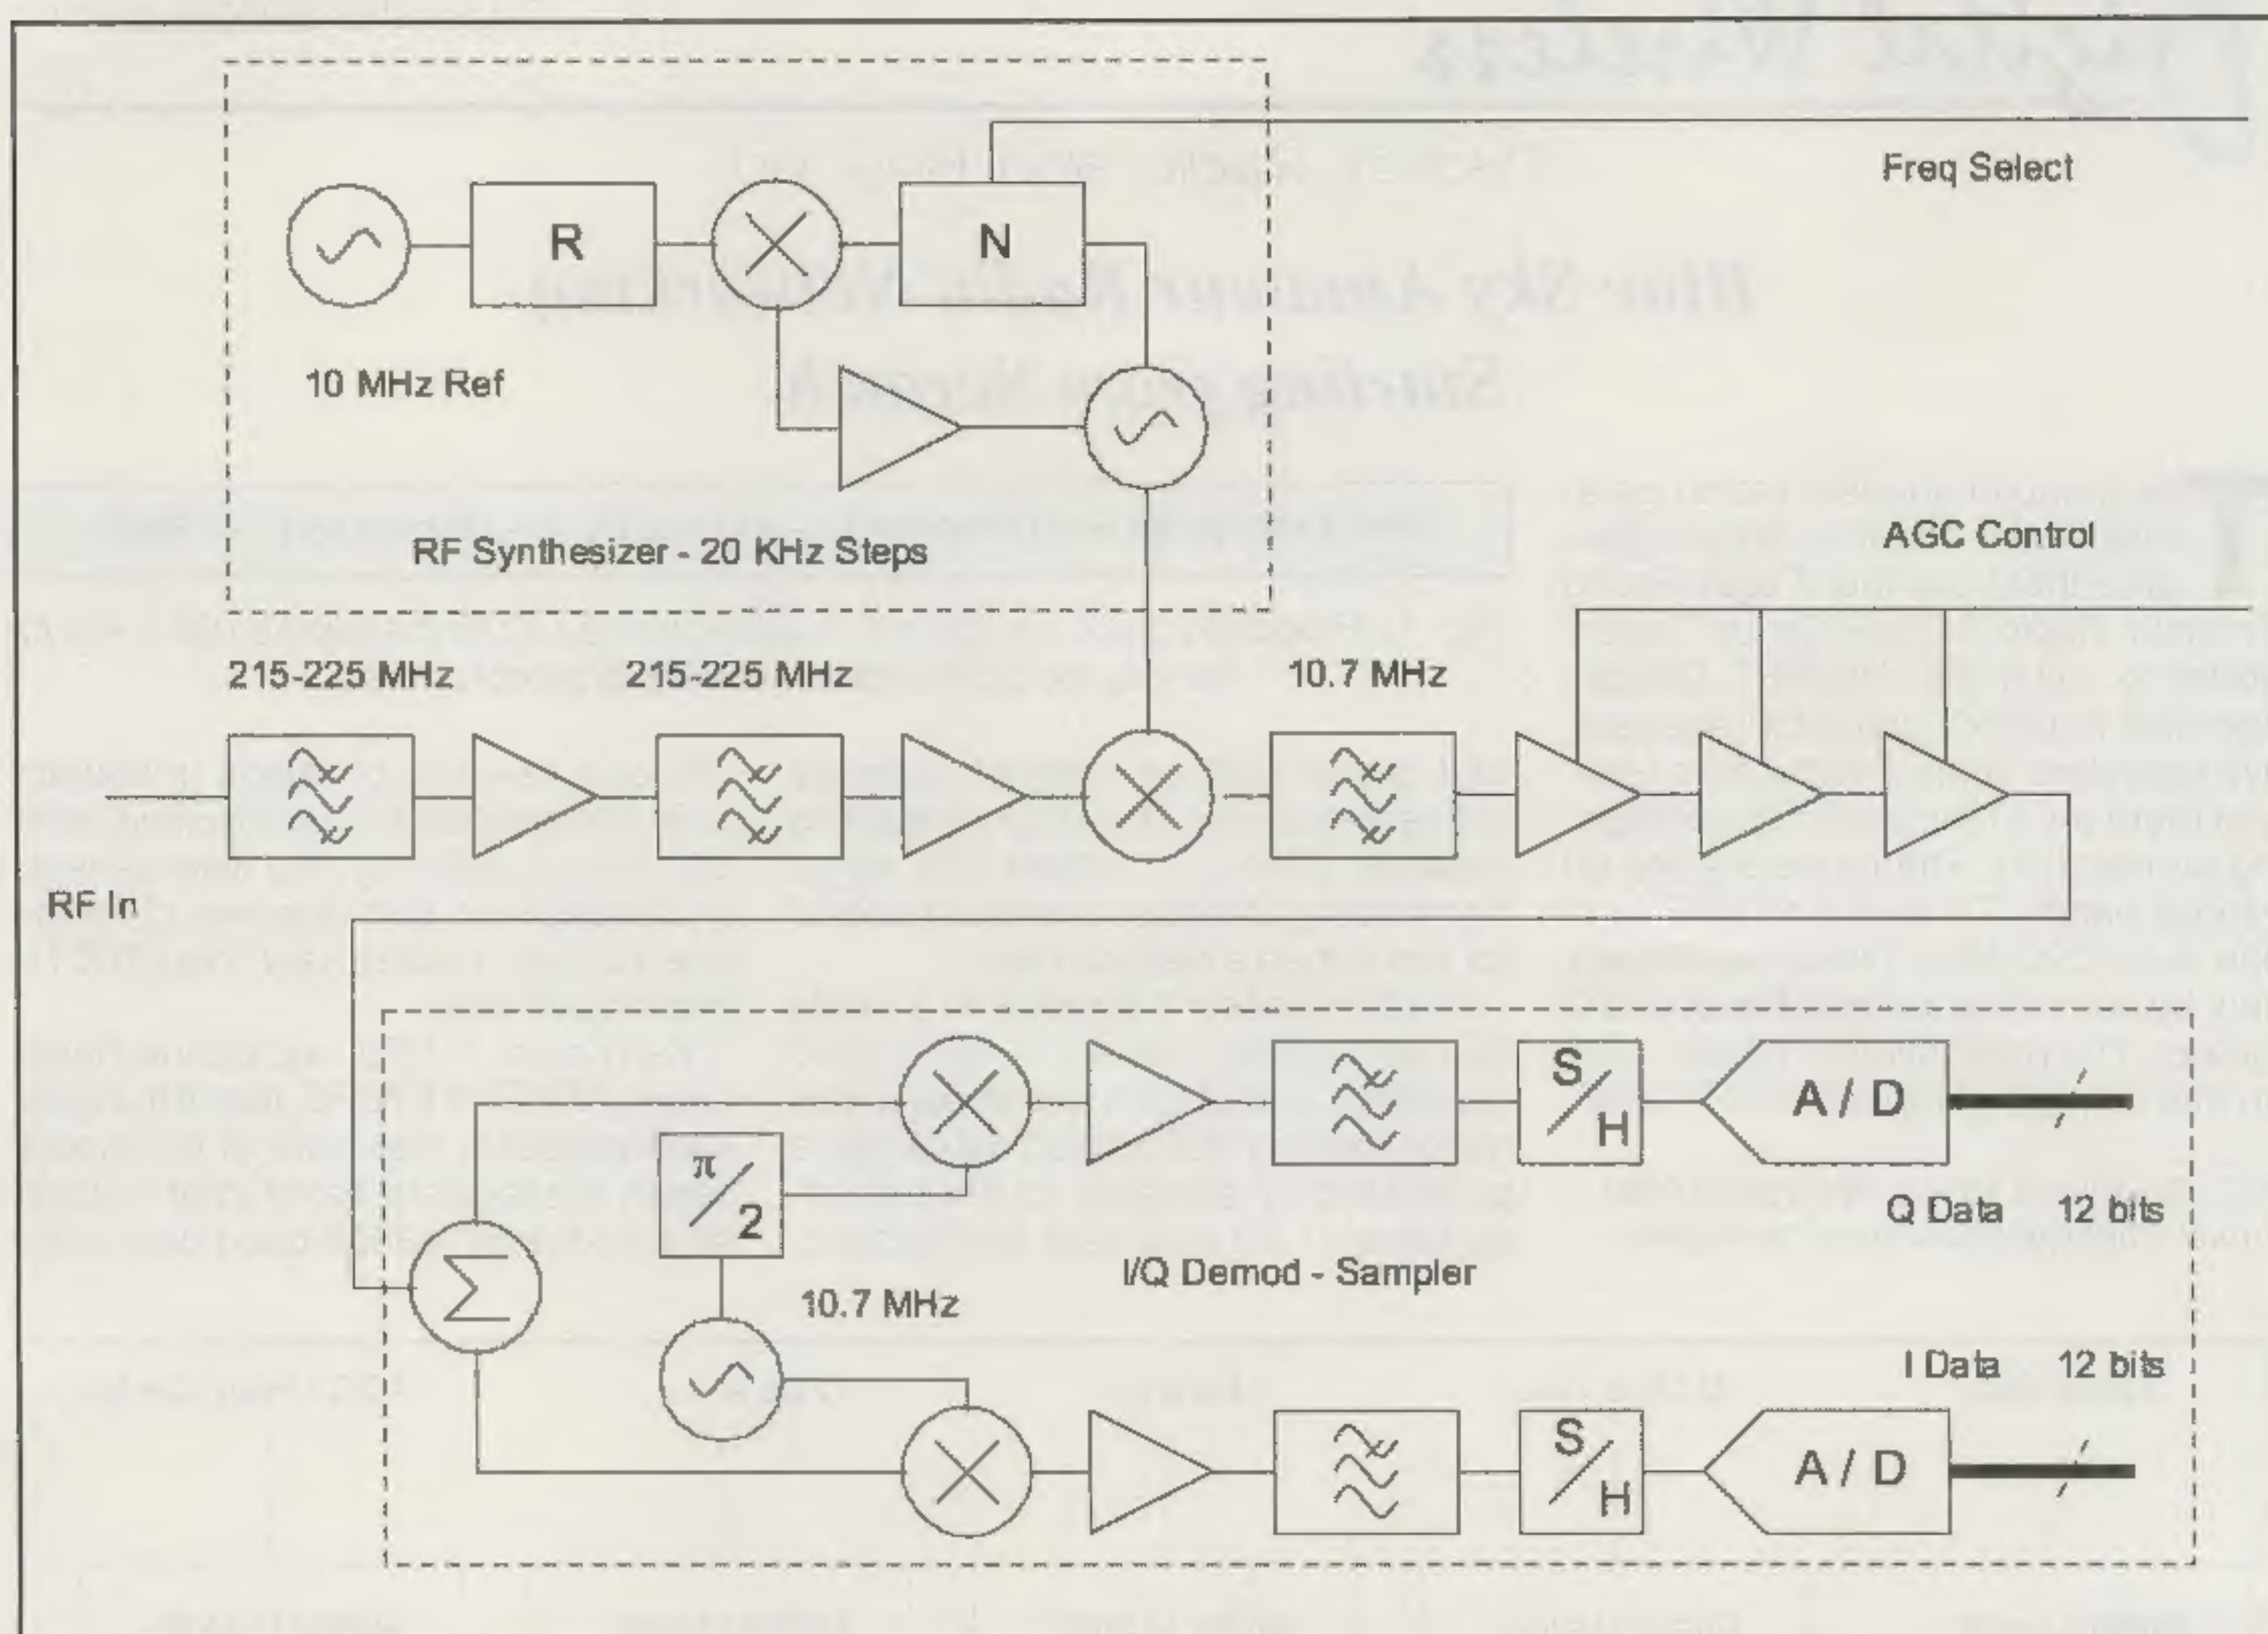 Freq Select
R
N
10 MHz Ref
RF Synthesizer - 20 KHz Steps
AGC Control
215-225 MHz
215-225 MHz
10.7 MHz
RF In
S/H
A / D
π/2
Q Data 12 bits
I/Q Demod - Sampler
Σ
10.7 MHz
I Data 12 bits
S/H
A / D